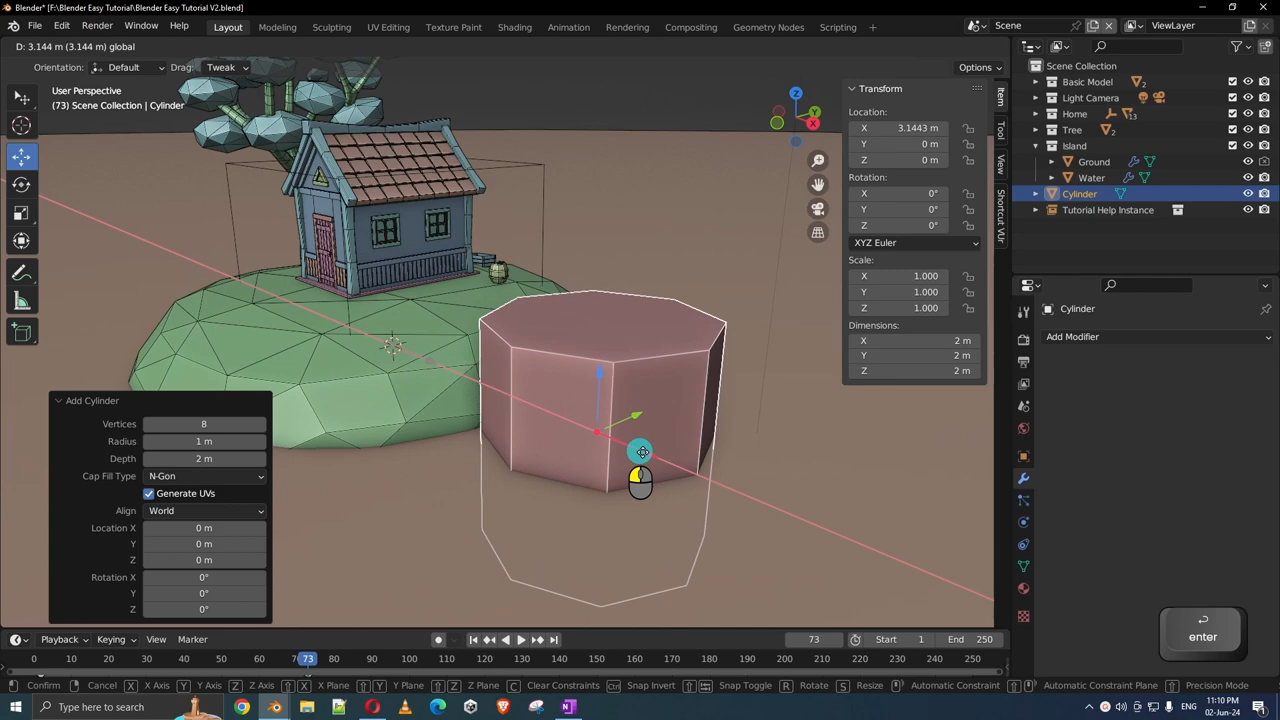 Blender* [F:\Blender Easy Tutorial\Blender Easy Tutorial V2.blend]
File Edit Render Window Help Layout Modeling Sculpting UV Editing Texture Paint Shading Animation Rendering Compositing Geometry Nodes Scripting Scene ViewLayer
D: 3.144 m (3.144 m) global
Orientation: Default Drag: Tweak Options
User Perspective
(73) Scene Collection | Cylinder
Transform
Location:
X 3.1443 m
Y 0 m
Z 0 m
Rotation:
X 0°
Y 0°
Z 0°
XYZ Euler
Scale:
X 1.000
Y 1.000
Z 1.000
Dimensions:
X 2 m
Y 2 m
Z 2 m
Item
Tool
View
Shortcut VUr
Scene Collection
Basic Model 2
Light Camera
Home 13
Tree 2
Island
Ground
Water
Cylinder
Tutorial Help Instance
Cylinder
Add Modifier
Z
Y
X
Add Cylinder
Vertices 8
Radius 1 m
Depth 2 m
Cap Fill Type N-Gon
Generate UVs
Align World
Location X 0 m
Y 0 m
Z 0 m
Rotation X 0°
Y 0°
Z 0°
enter
Playback Keying View Marker 73 Start 1 End 250
0 10 20 30 40 50 60 73 80 90 100 110 120 130 140 150 160 170 180 190 200 210 220 230 240 250
Confirm Cancel X X Axis Y Y Axis Z Z Axis X X Plane Y Y Plane Z Z Plane C Clear Constraints Ctrl Snap Invert Snap Toggle R Rotate S Resize Automatic Constraint Automatic Constraint Plane Precision Mode
Type here to search
11:10 PM
02-Jun-24